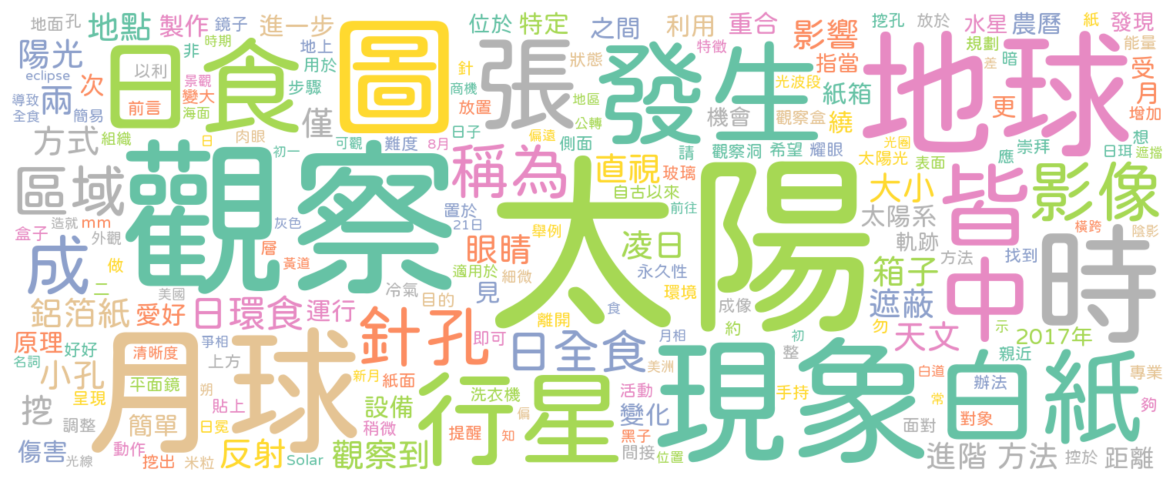 地面
孔
地點
製作
鏡子
進一步
位於
特定
之間
利用
重合
挖孔
放於
水星
農曆
紙
發現
陽光
日食
非
時期
地上
圖
張
針
狀態
發生
影響
特徵
規劃
地球
能量
eclipse
以利
景觀
用於
商機
光波段
指當
暗
差
受
導致
兩
次
變大
步驟
放置
地區
紙箱
更
月
全食
簡易
前言
海面
僅
機會
觀察盒
繞
增加
方式
組織
日
肉眼
可觀
難度
8月
日子
偏遠
公轉
側面
請
觀察洞
希望
耀眼
光圈
應
崇拜
想
日珥
遮擋
初一
太陽光
表面
區域
觀察
稱為
直視
玻璃
自古以來
大小
皆
影像
造就
mm
灰色
置於
21日
眼睛
舉例
前往
凌日
太陽
太陽系
橫跨
陰影
成
盒子
外觀
層
黃道
適用於
細微
永久性
軌跡
方法
找到
中
時
做
二
美國
冷氣
見
環境
箱子
鋁箔紙
愛好
日環食
運行
目的
離開
食
成像
遮蔽
勿
示
原理
名詞
好好
爭相
針孔
即可
日全食
月相
約
初
天文
2017年
清晰度
上方
月球
新月
紙面
美洲
整
親近
小孔
呈現
平面鏡
朔
行星
洗衣機
活動
現象
手持
白道
辦法
白紙
專業
挖
簡單
貼上
設備
偏
變化
常
對象
夠
調整
日冕
稍微
提醒
知
黑子
面對
傷害
光線
動作
挖出
米粒
反射
Solar
觀察到
間接
位置
進階
方法
控於
距離